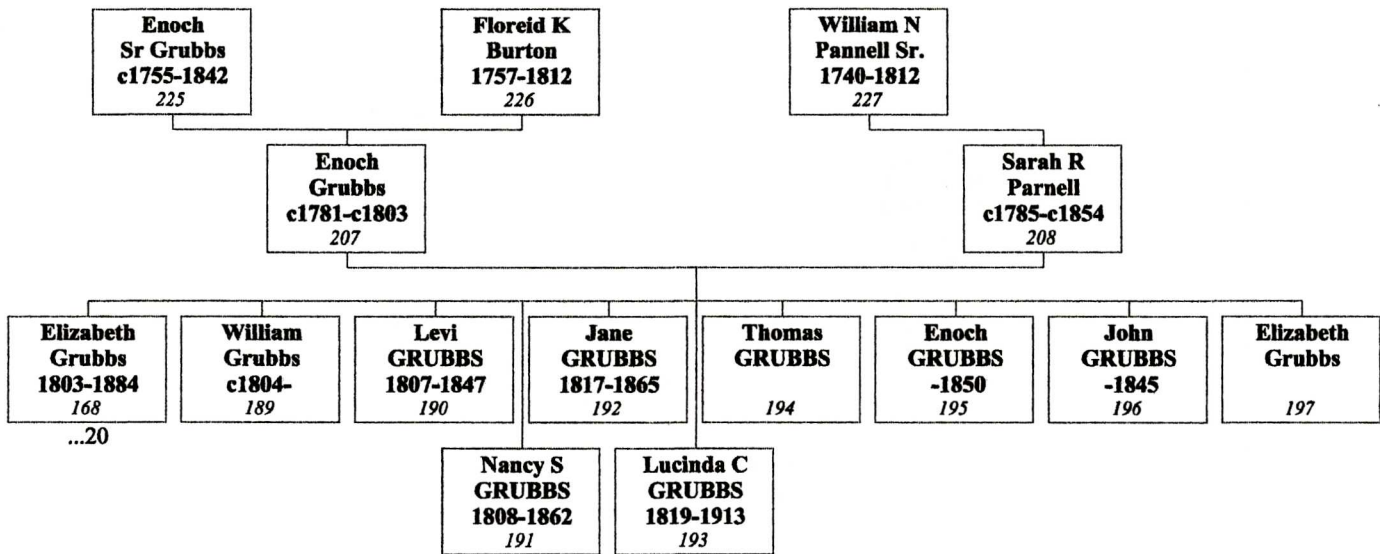 Enoch
Sr Grubbs
c1755-1842
225
Floreid K
Burton
1757-1812
226
William N
Pannell Sr.
1740-1812
227
Enoch
Grubbs
c1781-c1803
207
Sarah R
Parnell
c1785-c1854
208
Elizabeth
Grubbs
1803-1884
168
...20
William
Grubbs
c1804-
189
Levi
GRUBBS
1807-1847
190
Jane
GRUBBS
1817-1865
192
Thomas
GRUBBS
194
Enoch
GRUBBS
-1850
195
John
GRUBBS
-1845
196
Elizabeth
Grubbs
197
Nancy S
GRUBBS
1808-1862
191
Lucinda C
GRUBBS
1819-1913
193